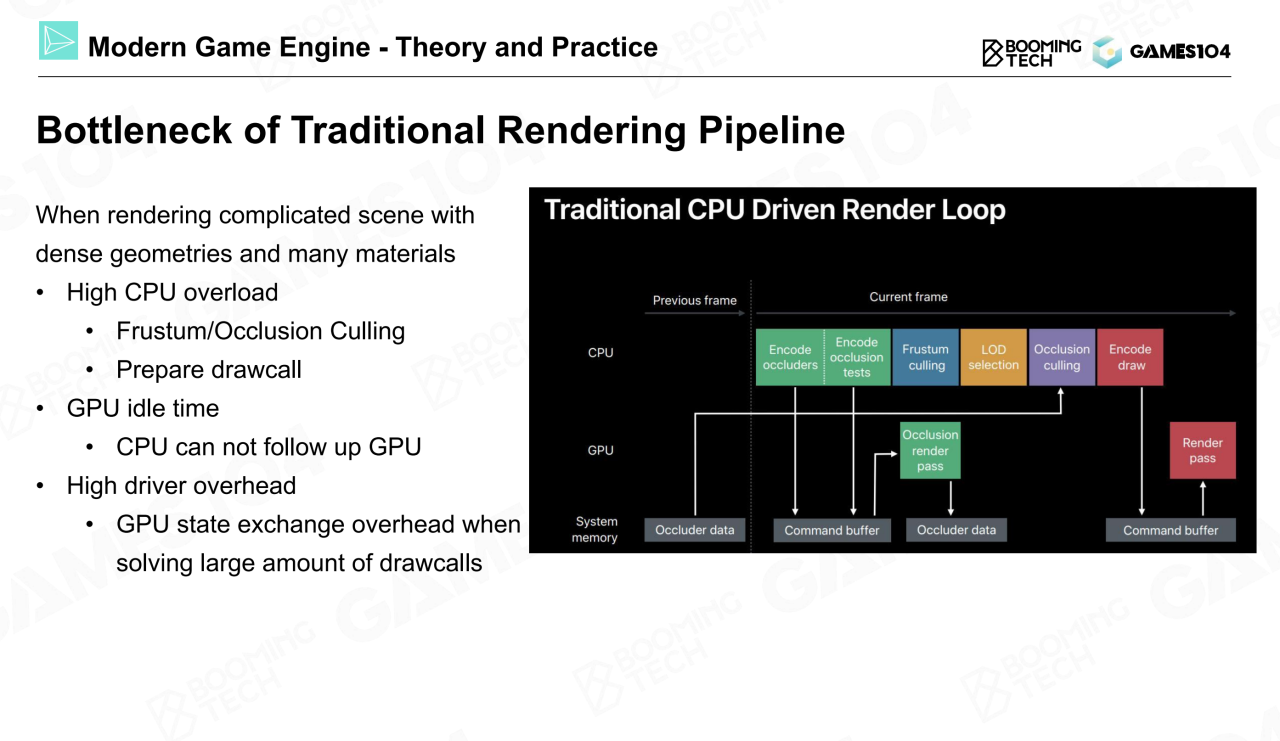 Modern Game Engine - Theory and Practice
BOOMING
TECH
GAMES104
Bottleneck of Traditional Rendering Pipeline
When rendering complicated scene with
dense geometries and many materials
• High CPU overload
• Frustum/Occlusion Culling
• Prepare drawcall
• GPU idle time
• CPU can not follow up GPU
• High driver overhead
• GPU state exchange overhead when
solving large amount of drawcalls
Traditional CPU Driven Render Loop
Previous frame
Current frame
CPU
Encode
occluders
Encode
occlusion
tests
Frustum
culling
LOD
selection
Occlusion
culling
Encode
draw
GPU
Occlusion
render
pass
Render
pass
System
memory
Occluder data
Command buffer
Occluder data
Command buffer